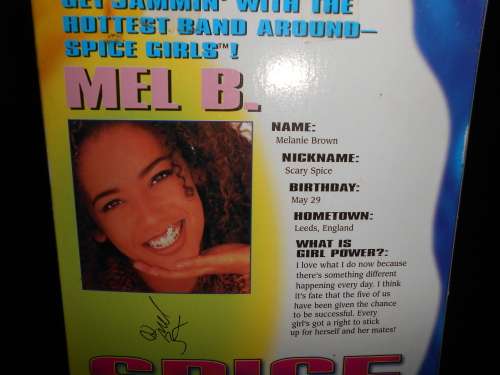 GET JAMMIN' WITH THE
HOTTEST BAND AROUND–
SPICE GIRLS™!
MEL B.
NAME:
Melanie Brown
NICKNAME:
Scary Spice
BIRTHDAY:
May 29
HOMETOWN:
Leeds, England
WHAT IS
GIRL POWER?:
I love what I do now because
there's something different
happening every day. I think
it's fate that the five of us
have been given the chance
to be successful. Every
girl's got a right to stick
up for herself and her mates!
SPICE